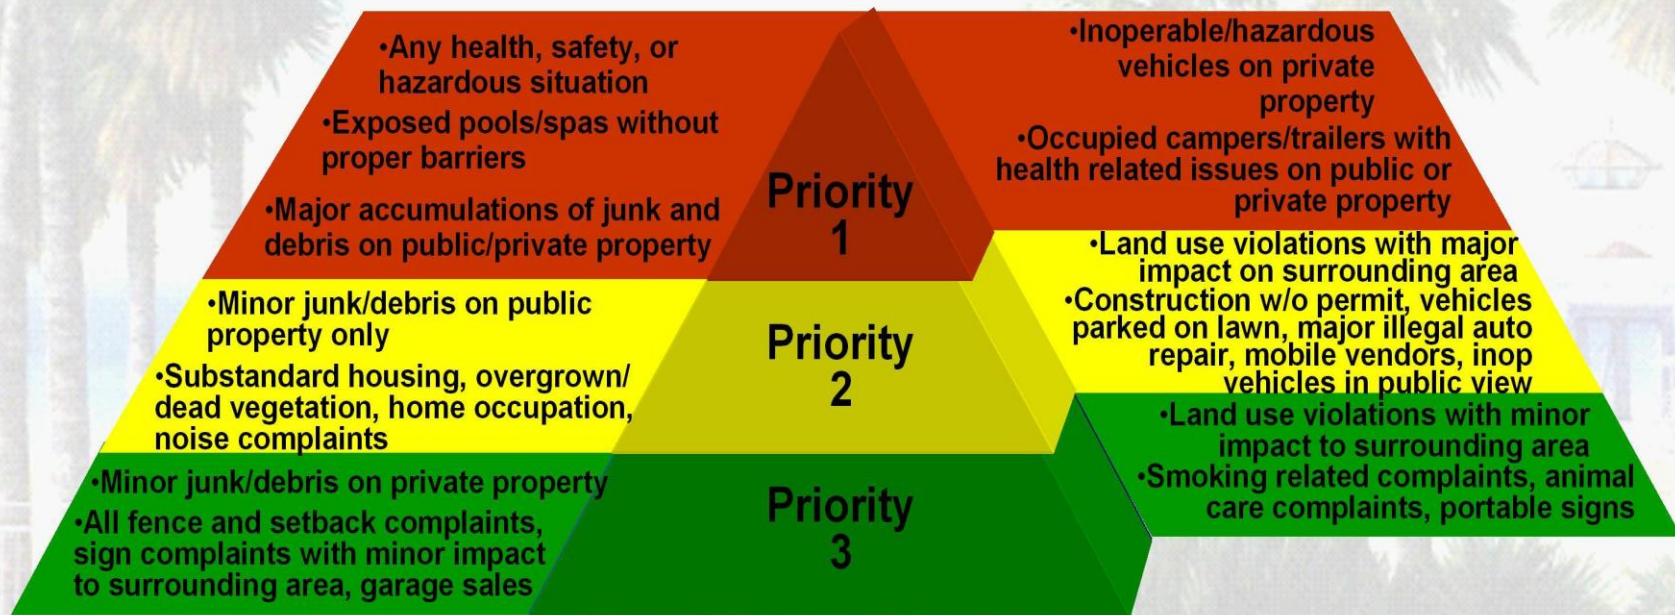 •Any health, safety, or
hazardous situation
•Exposed pools/spas without
proper barriers
•Major accumulations of junk and
debris on public/private property
Priority
1
•Inoperable/hazardous
vehicles on private
property
•Occupied campers/trailers with
health related issues on public or
private property
•Minor junk/debris on public
property only
•Substandard housing, overgrown/
dead vegetation, home occupation,
noise complaints
Priority
2
•Land use violations with major
impact on surrounding area
•Construction w/o permit, vehicles
parked on lawn, major illegal auto
repair, mobile vendors, inop
vehicles in public view
•Minor junk/debris on private property
•All fence and setback complaints,
sign complaints with minor impact
to surrounding area, garage sales
Priority
3
•Land use violations with minor
impact to surrounding area
•Smoking related complaints, animal
care complaints, portable signs